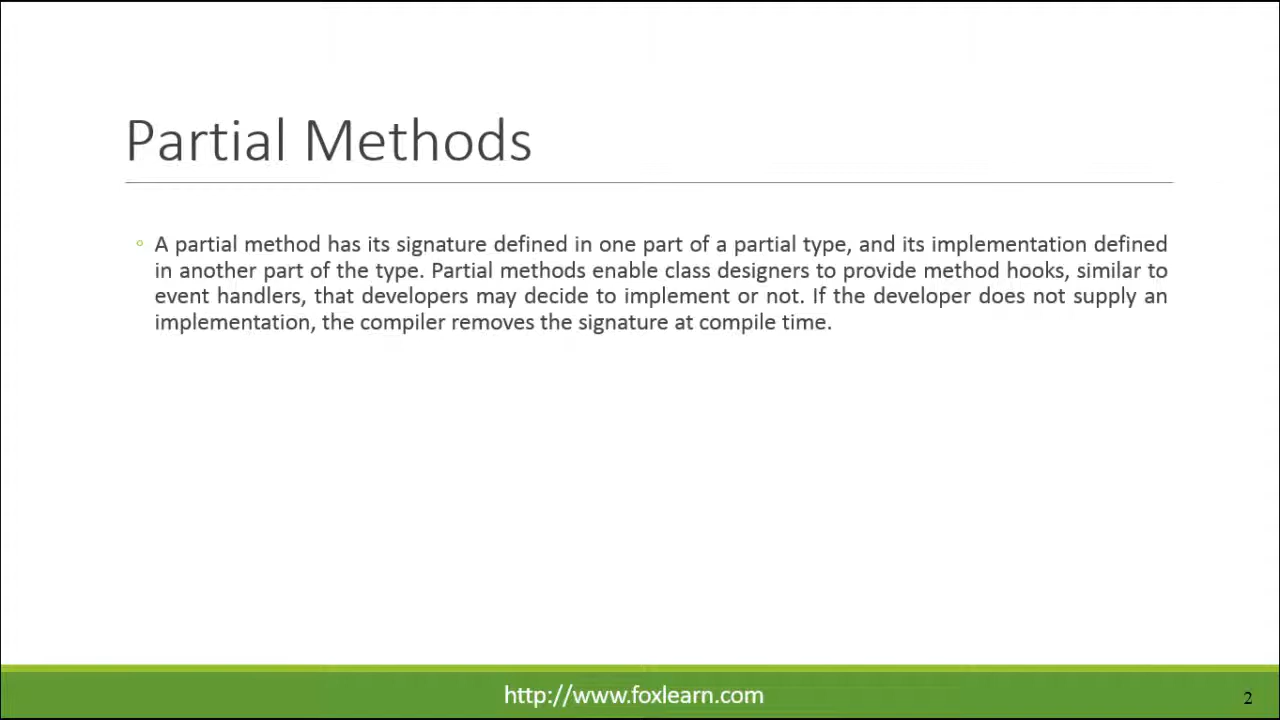 Partial Methods
◦ A partial method has its signature defined in one part of a partial type, and its implementation defined
in another part of the type. Partial methods enable class designers to provide method hooks, similar to
event handlers, that developers may decide to implement or not. If the developer does not supply an
implementation, the compiler removes the signature at compile time.
http://www.foxlearn.com
2